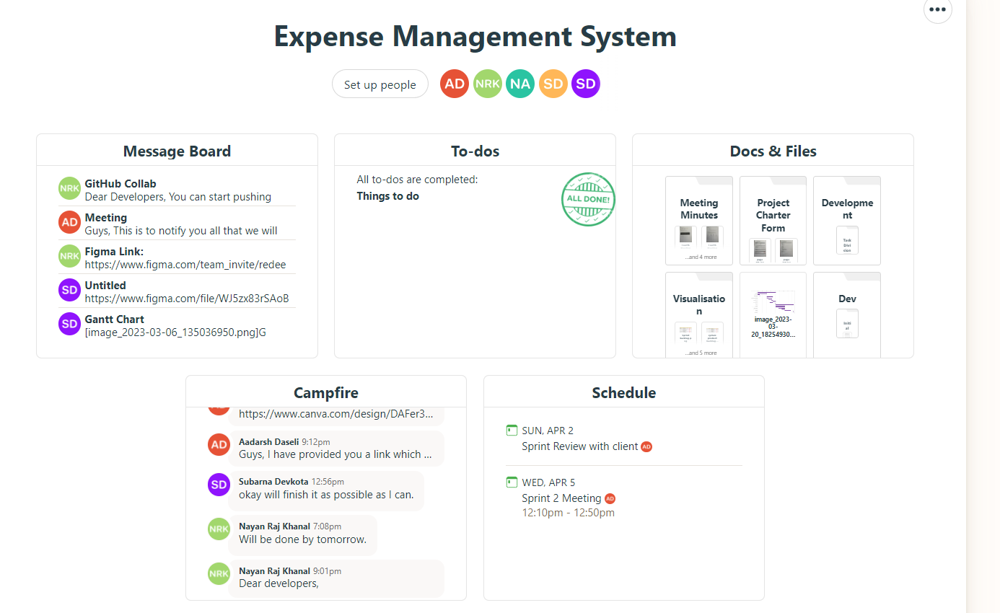 •••
Expense Management System
Set up people
AD NRK NA SD SD
Message Board
NRK
GitHub Collab
Dear Developers, You can start pushing
AD
Meeting
Guys, This is to notify you all that we will
NRK
Figma Link:
https://www.figma.com/team_invite/redee
SD
Untitled
https://www.figma.com/file/WJ5zx83rSAoB
SD
Gantt Chart
[image_2023-03-06_135036950.png]G
To-dos
All to-dos are completed:
Things to do
ALL DONE!
Docs & Files
Meeting
Minutes
...and 4 more
Project
Charter
Form
Developme
nt
Task
Divi
sion
Visualisatio
n
...and 5 more
image_2023-
03-
20_18254930...
Dev
Initi
al
Campfire
https://www.canva.com/design/DAFer3...
AD
Aadarsh Daseli 9:12pm
Guys, I have provided you a link which ...
SD
Subarna Devkota 12:56pm
okay will finish it as possible as I can.
NRK
Nayan Raj Khanal 7:08pm
Will be done by tomorrow.
NRK
Nayan Raj Khanal 9:01pm
Dear developers,
Schedule
SUN, APR 2
Sprint Review with client AD
WED, APR 5
Sprint 2 Meeting AD
12:10pm - 12:50pm